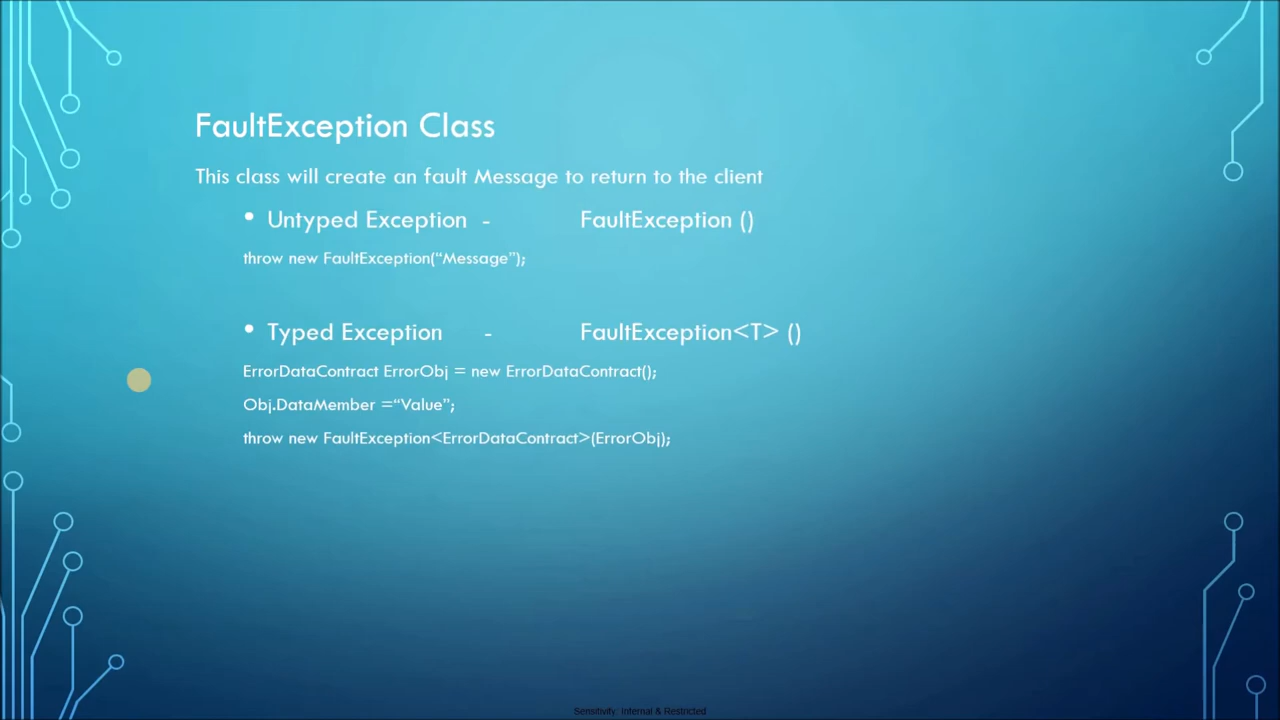 FaultException Class
This class will create an fault Message to return to the client
• Untyped Exception - FaultException ()
throw new FaultException(“Message”);
• Typed Exception - FaultException<T> ()
ErrorDataContract ErrorObj = new ErrorDataContract();
Obj.DataMember =“Value”;
throw new FaultException<ErrorDataContract>(ErrorObj);
Sensitivity: Internal & Restricted